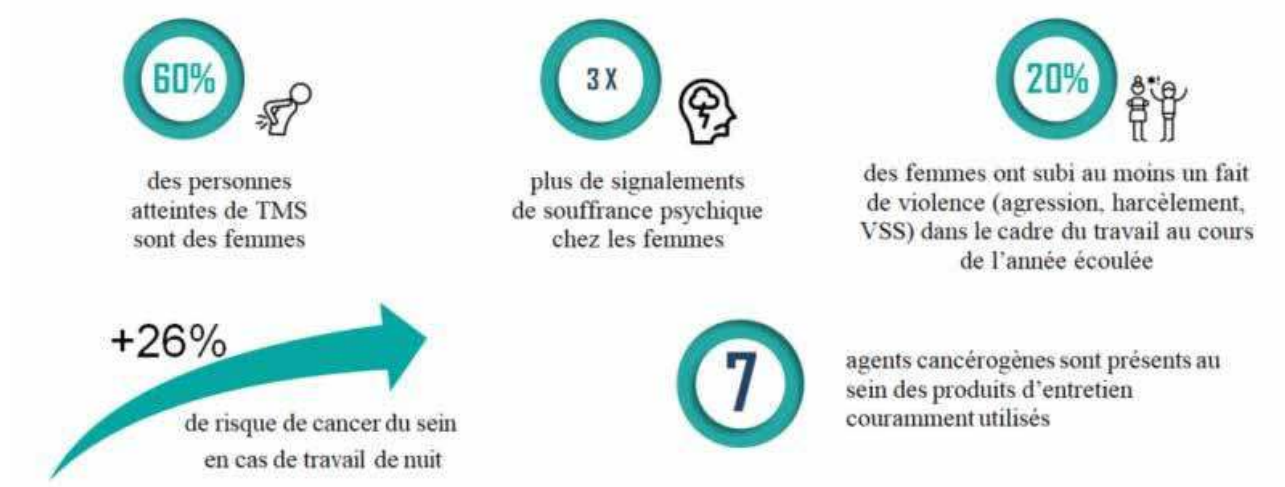 60%
des personnes
atteintes de TMS
sont des femmes
3 X
plus de signalements
de souffrance psychique
chez les femmes
20%
des femmes ont subi au moins un fait
de violence (agression, harcèlement,
VSS) dans le cadre du travail au cours
de l'année écoulée
+26%
de risque de cancer du sein
en cas de travail de nuit
7
agents cancérogènes sont présents au
sein des produits d'entretien
couramment utilisés